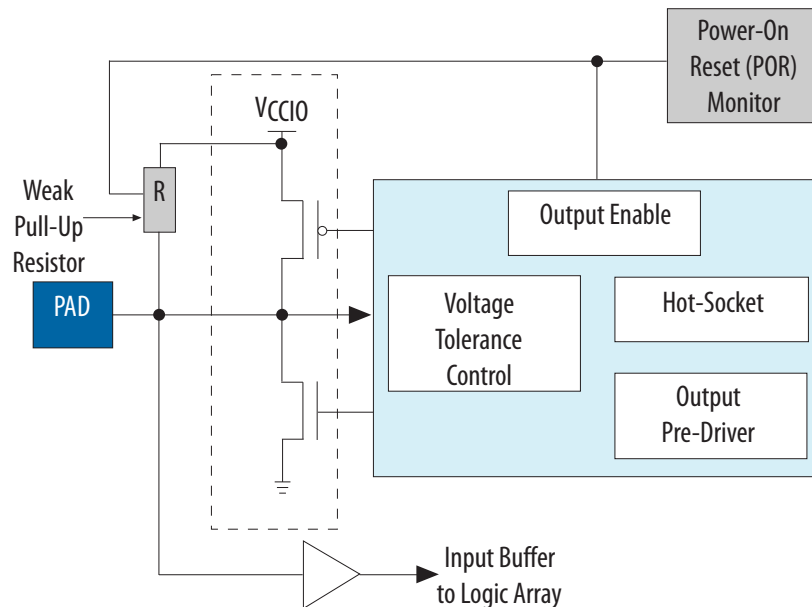 Power-On
Reset (POR)
Monitor
VCCIO
R
Weak
Pull-Up
Resistor
Output Enable
PAD
Voltage
Tolerance
Control
Hot-Socket
Output
Pre-Driver
Input Buffer
to Logic Array